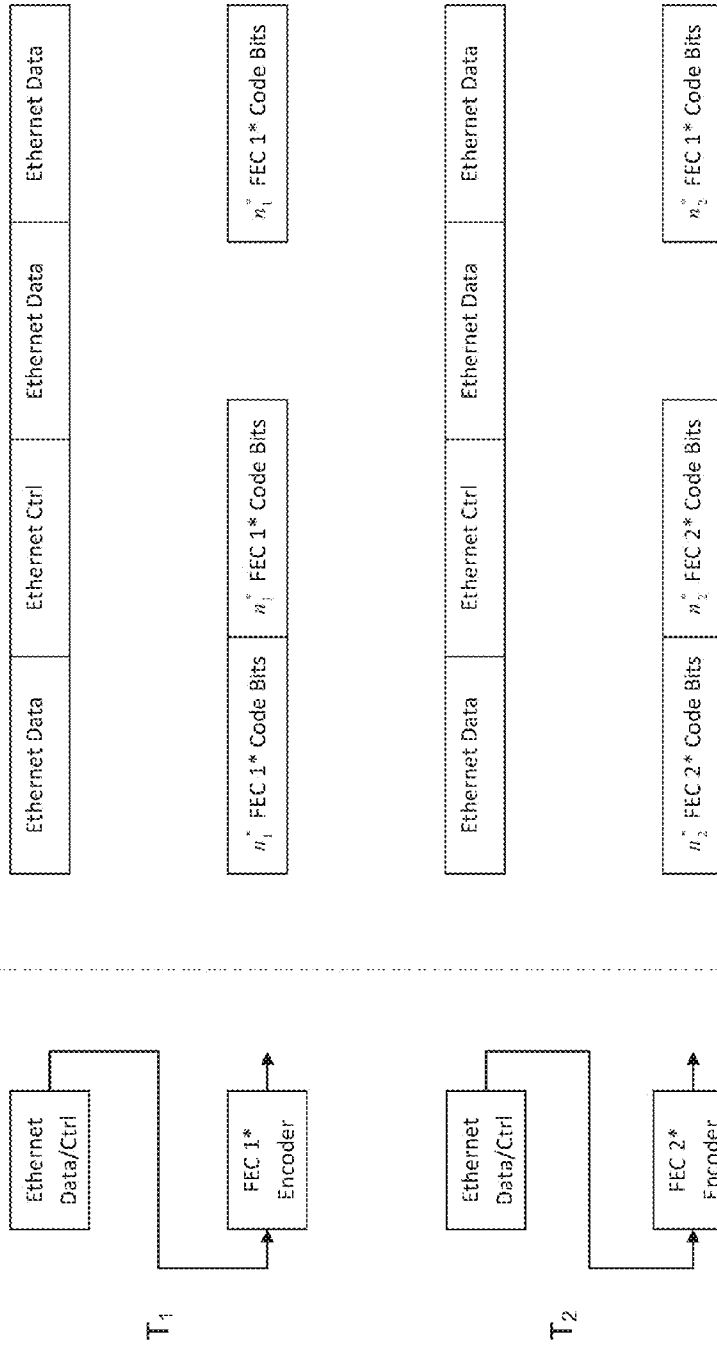 T₁
Ethernet
Data/Ctrl
Ethernet Data
Ethernet Ctrl
Ethernet Data
Ethernet Data
FEC 1*
Encoder
n₁* FEC 1* Code Bits
n₁* FEC 1* Code Bits
n₁* FEC 1* Code Bits
T₂
Ethernet
Data/Ctrl
Ethernet Data
Ethernet Ctrl
Ethernet Data
Ethernet Data
FEC 2*
Encoder
n₂* FEC 2* Code Bits
n₂* FEC 2* Code Bits
n₂* FEC 1* Code Bits